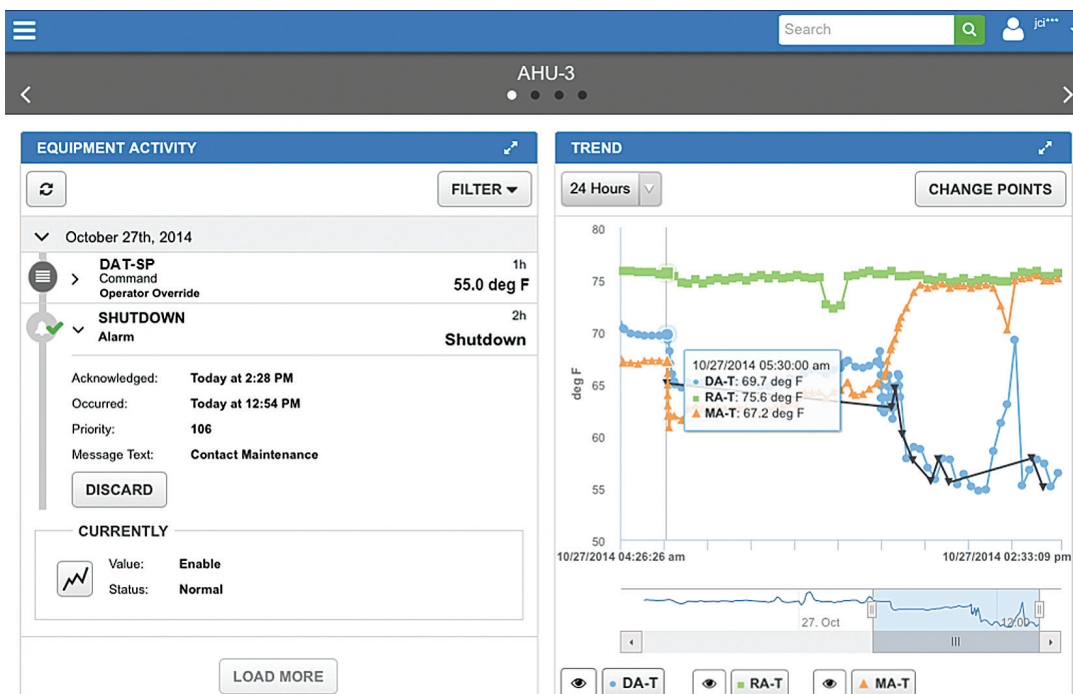 Search
jci***
AHU-3
EQUIPMENT ACTIVITY
FILTER
October 27th, 2014
DAT-SP
1h
Command
55.0 deg F
Operator Override
SHUTDOWN
2h
Alarm
Shutdown
Acknowledged: Today at 2:28 PM
Occurred: Today at 12:54 PM
Priority: 106
Message Text: Contact Maintenance
DISCARD
CURRENTLY
Value: Enable
Status: Normal
LOAD MORE
TREND
24 Hours
CHANGE POINTS
80
75
70
65
60
55
50
deg F
10/27/2014 05:30:00 am
DA-T: 69.7 deg F
RA-T: 75.6 deg F
MA-T: 67.2 deg F
10/27/2014 04:26:26 am
10/27/2014 02:33:09 pm
27. Oct
12:00
DA-T
RA-T
MA-T